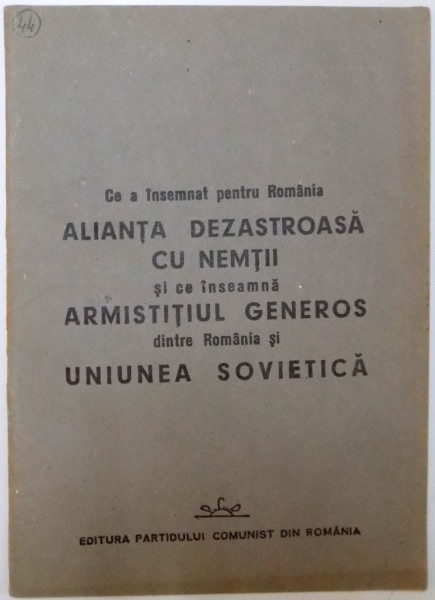 44
Ce a însemnat pentru România
ALIANȚA DEZASTROASĂ
CU NEMȚII
și ce înseamnă
ARMISTIȚIUL GENEROS
dintre România și
UNIUNEA SOVIETICĂ
EDITURA PARTIDULUI COMUNIST DIN ROMÂNIA